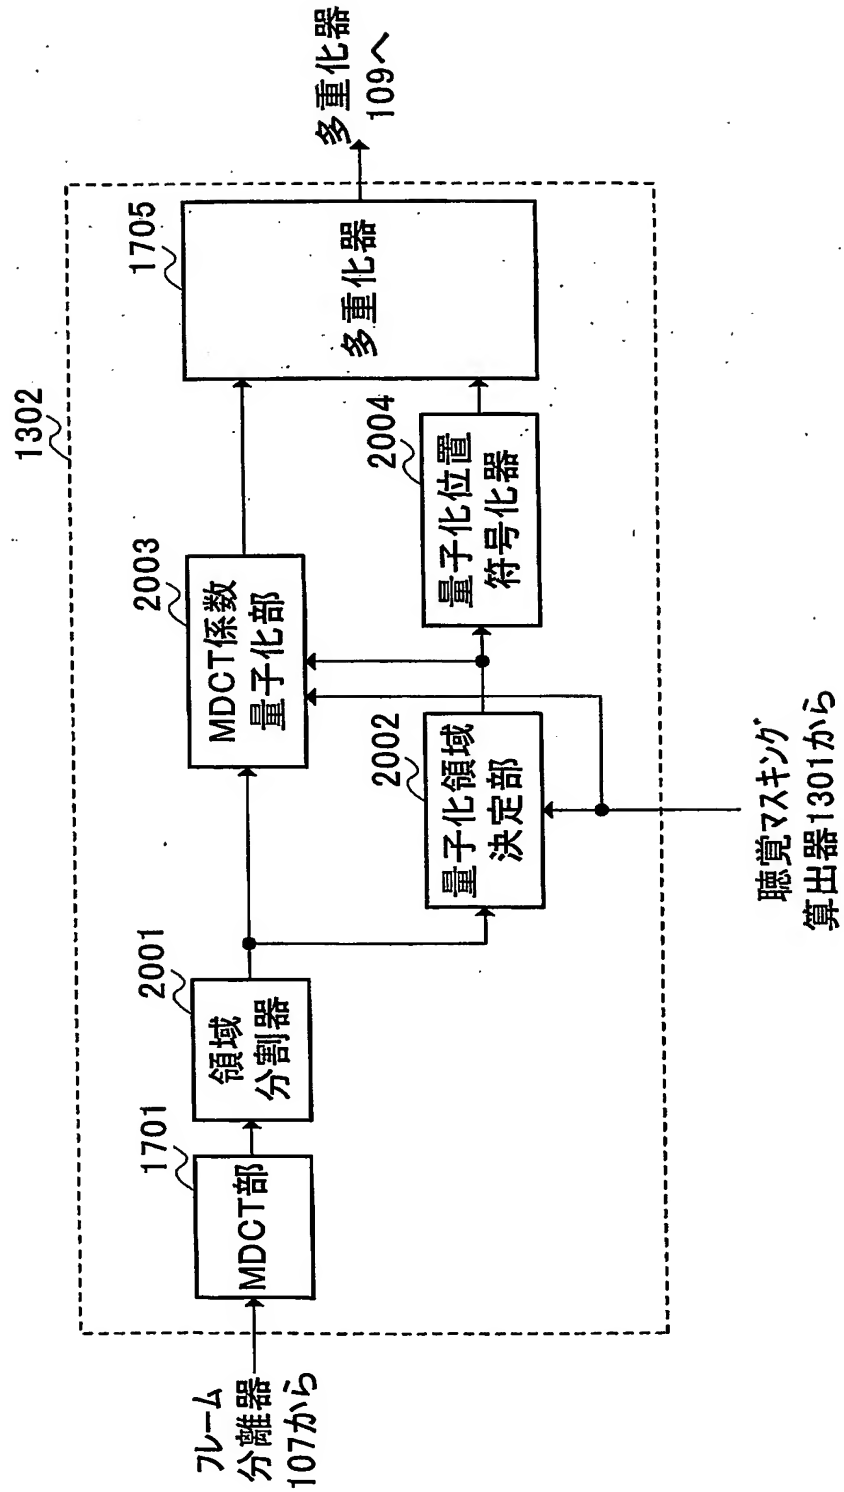 1302
フレーム
分離器
107から
1701
MDCT部
2001
領域
分割器
2003
MDCT係数
量子化部
2002
量子化領域
決定部
2004
量子化位置
符号化器
1705
多重化器
多重化器
109へ
聴覚マスキング
算出器1301から